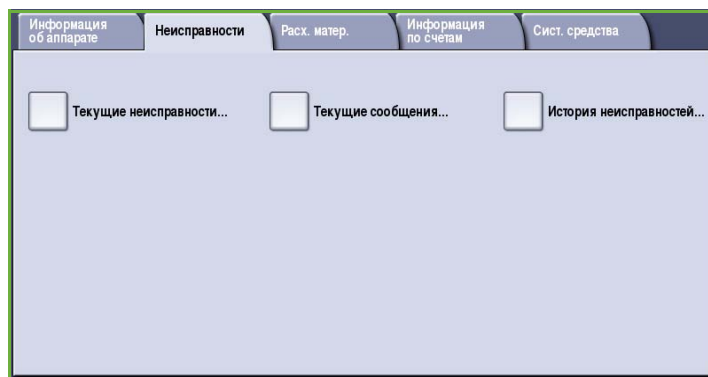 Информация
об аппарате
Неисправности
Расх. матер.
Информация
по счетам
Сист. средства
Текущие неисправности...
Текущие сообщения...
История неисправностей...